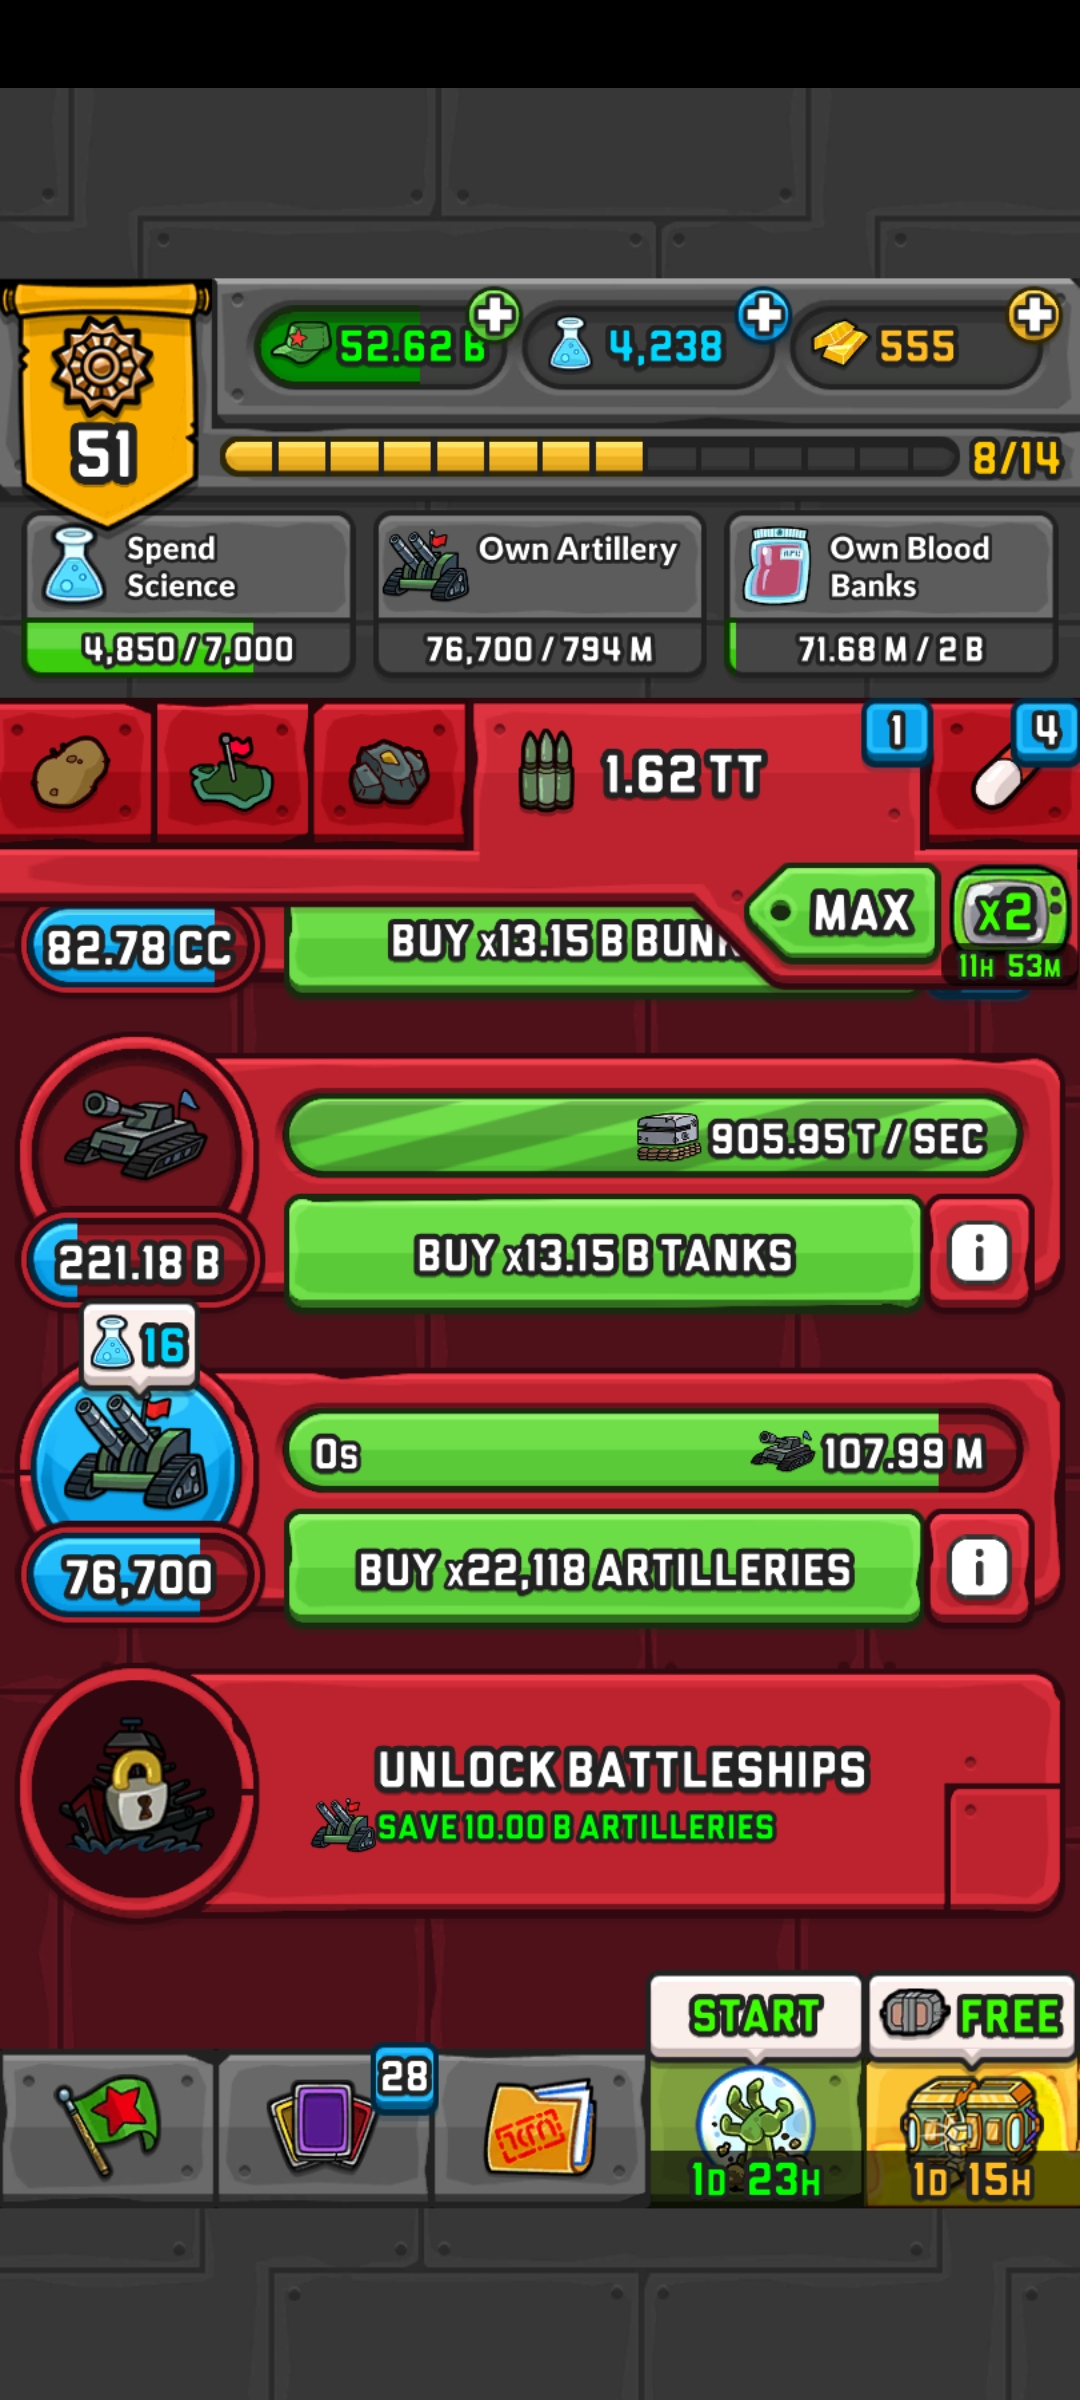 51
52.62 B
4,238
555
8/14
Spend
Science
4,850/7,000
Own Artillery
76,700/794 M
Own Blood
Banks
71.68 M/2 B
1.62 TT
1
4
MAX
x2
11H 53M
82.78 CC
BUY x13.15 B BUN
905.95 T/SEC
221.18 B
BUY x13.15 B TANKS
i
16
0s
107.99 M
76,700
BUY x22,118 ARTILLERIES
i
UNLOCK BATTLESHIPS
SAVE 10.00 B ARTILLERIES
START
FREE
28
1D 23H
1D 15H